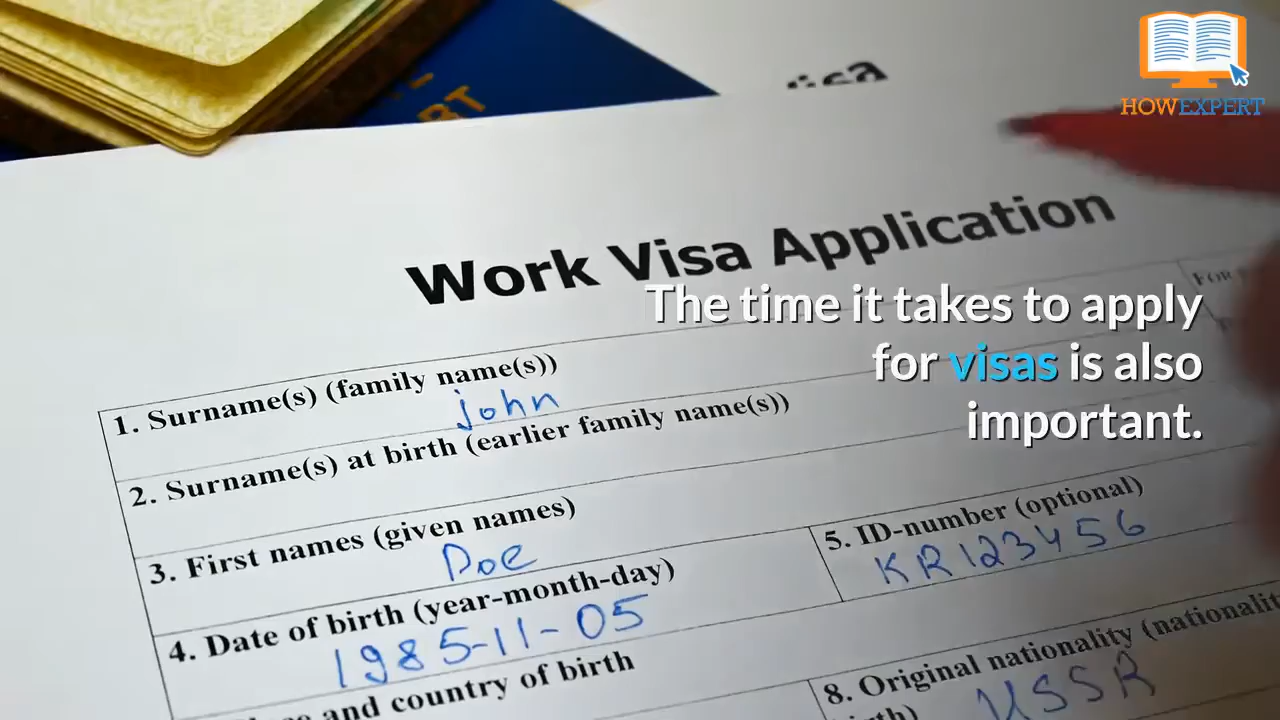 HOWEXPERT
Work Visa Application
The time it takes to apply
for visas is also
important.
1. Surname(s) (family name(s))
john
2. Surname(s) at birth (earlier family name(s))
3. First names (given names)
Doe
4. Date of birth (year-month-day)
1985-11-05
5. ID-number (optional)
KR123456
and country of birth
8. Original nationality (nationality
USSR